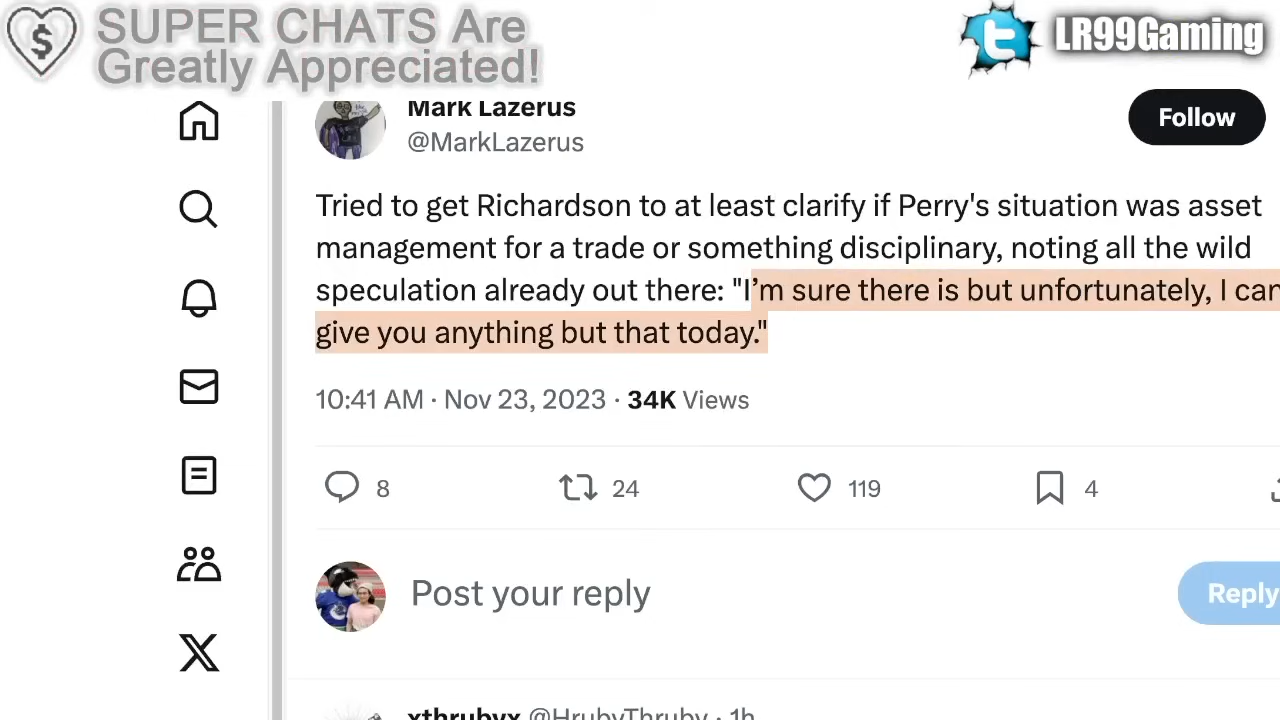 SUPER CHATS Are
Greatly Appreciated!
LR99Gaming
Mark Lazerus
@MarkLazerus
Follow
Tried to get Richardson to at least clarify if Perry's situation was asset
management for a trade or something disciplinary, noting all the wild
speculation already out there: "I’m sure there is but unfortunately, I can
give you anything but that today."
10:41 AM · Nov 23, 2023 · 34K Views
8 24 119 4
Post your reply
Reply
xthrubyx @HrubyThruby · 1h